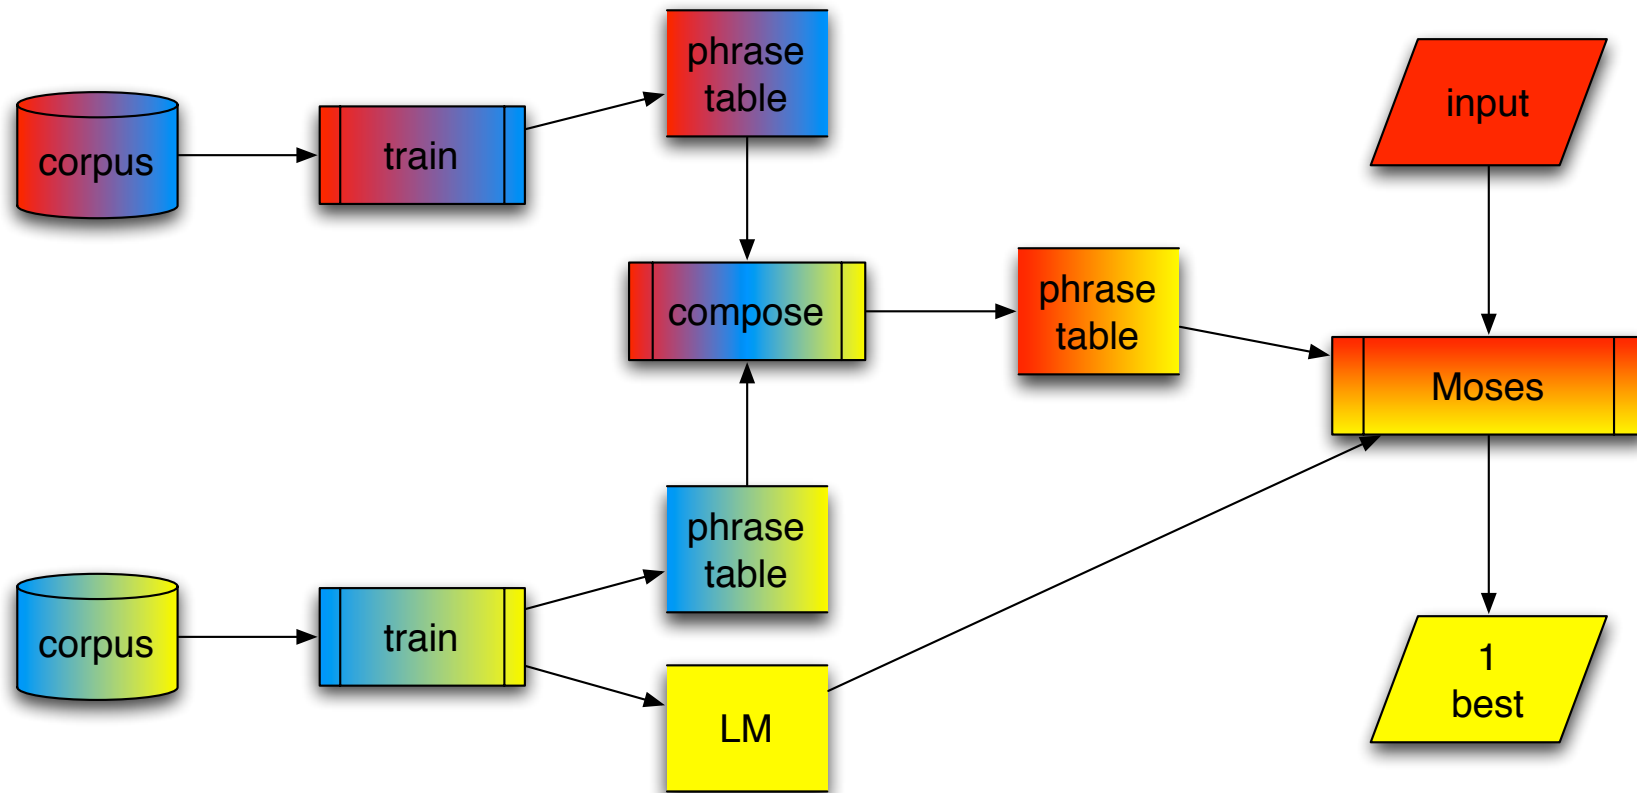 phrase
table
input
corpus
train
compose
phrase
table
Moses
phrase
table
corpus
train
1
best
LM